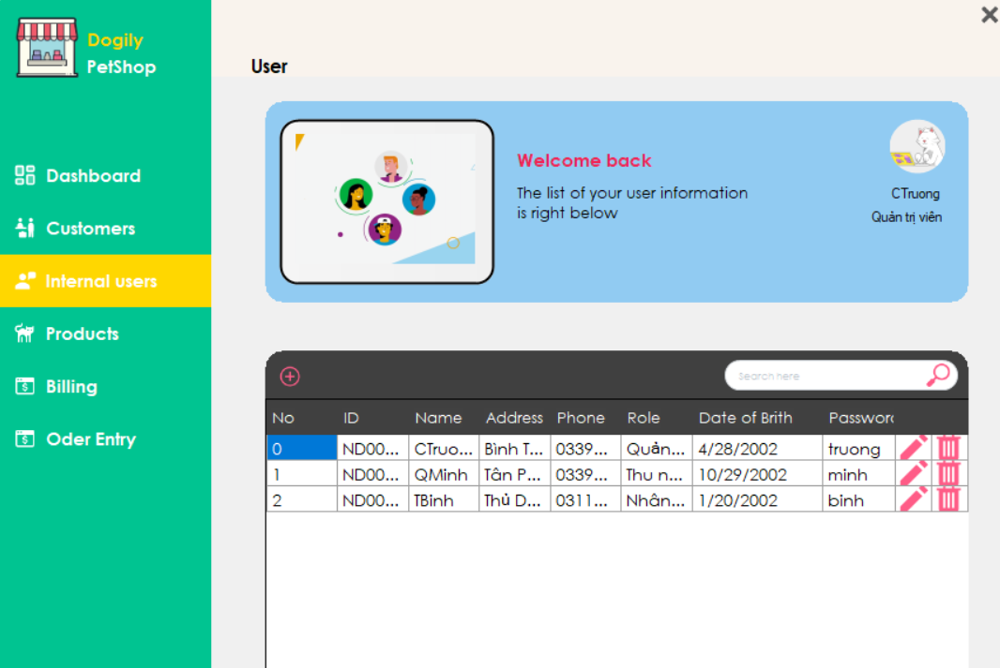 Dogily
PetShop
User
Welcome back
The list of your user information
is right below
CTruong
Quản trị viên
Dashboard
Customers
Internal users
Products
Billing
Oder Entry
Search here
No ID Name Address Phone Role Date of Brith Passwor
0 ND00... CTruo... Bình T... 0339... Quản... 4/28/2002 truong
1 ND00... QMinh Tân P... 0339... Thu n... 10/29/2002 minh
2 ND00... TBinh Thủ D... 0311... Nhân... 1/20/2002 binh